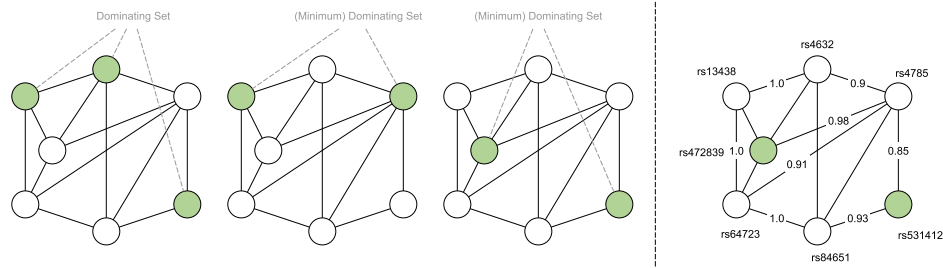 Dominating Set
(Minimum) Dominating Set
(Minimum) Dominating Set
rs4632
rs13438
rs4785
1.0
0.9
0.98
rs472839
1.0
0.85
0.91
1.0
0.93
rs64723
rs531412
rs84651